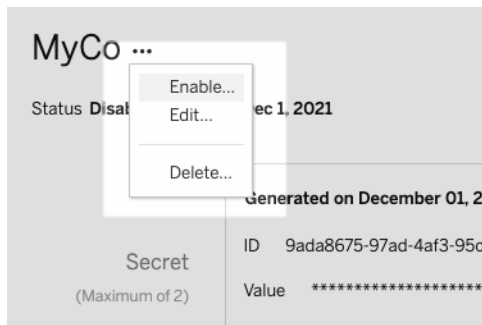 MyCo ...
Enable...
Status Disab ec 1, 2021
Edit...
Delete...
Generated on December 01, 2
ID 9ada8675-97ad-4af3-95c
Secret
(Maximum of 2)
Value ********************